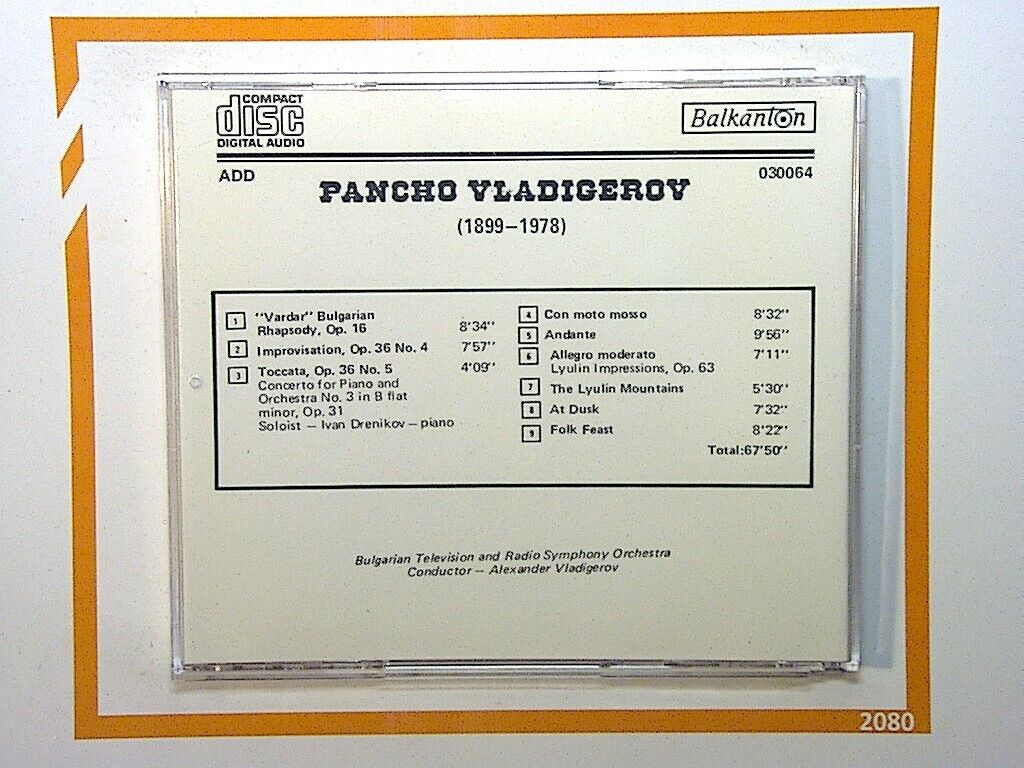 COMPACT
disc
DIGITAL AUDIO
Balkanton
ADD
030064
PANCHO VLADIGEROV
(1899–1978)
1 "Vardar" Bulgarian
Rhapsody, Op. 16 8'34"
2 Improvisation, Op. 36 No. 4 7'57"
3 Toccata, Op. 36 No. 5 4'09"
Concerto for Piano and
Orchestra No. 3 in B flat
minor, Op. 31
Soloist – Ivan Drenikov – piano
4 Con moto mosso 8'32"
5 Andante 9'56"
6 Allegro moderato 7'11"
Lyulin Impressions, Op. 63
7 The Lyulin Mountains 5'30"
8 At Dusk 7'32"
9 Folk Feast 8'22"
Total:67'50"
Bulgarian Television and Radio Symphony Orchestra
Conductor – Alexander Vladigerov
2080